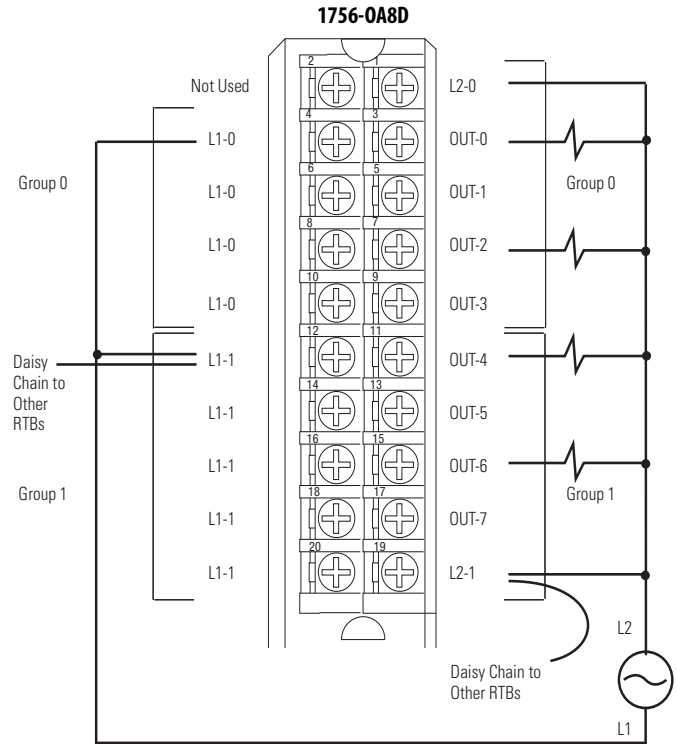 1756-OA8D
2 1
Not Used L2-0
4 3
L1-0 OUT-0
Group 0 Group 0
6 5
L1-0 OUT-1
8 7
L1-0 OUT-2
10 9
L1-0 OUT-3
12 11
L1-1 OUT-4
Daisy
Chain to
Other
RTBs
14 13
L1-1 OUT-5
16 15
L1-1 OUT-6
Group 1 Group 1
18 17
L1-1 OUT-7
20 19
L1-1 L2-1
L2
Daisy Chain to
Other RTBs
L1